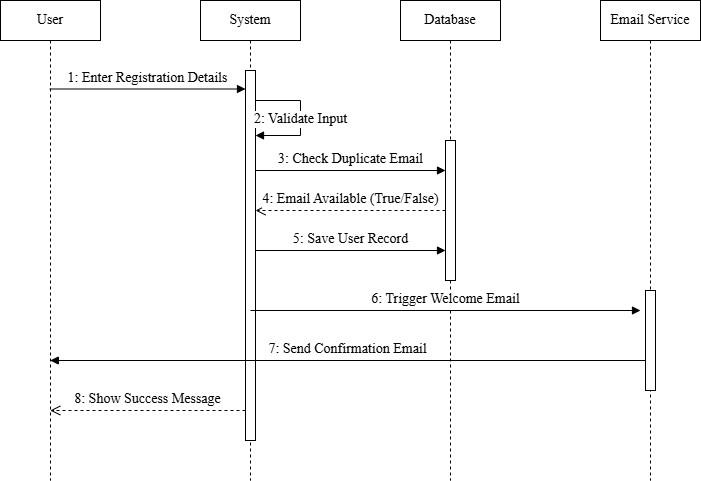 User
System
Database
Email Service
1: Enter Registration Details
2: Validate Input
3: Check Duplicate Email
4: Email Available (True/False)
5: Save User Record
6: Trigger Welcome Email
7: Send Confirmation Email
8: Show Success Message